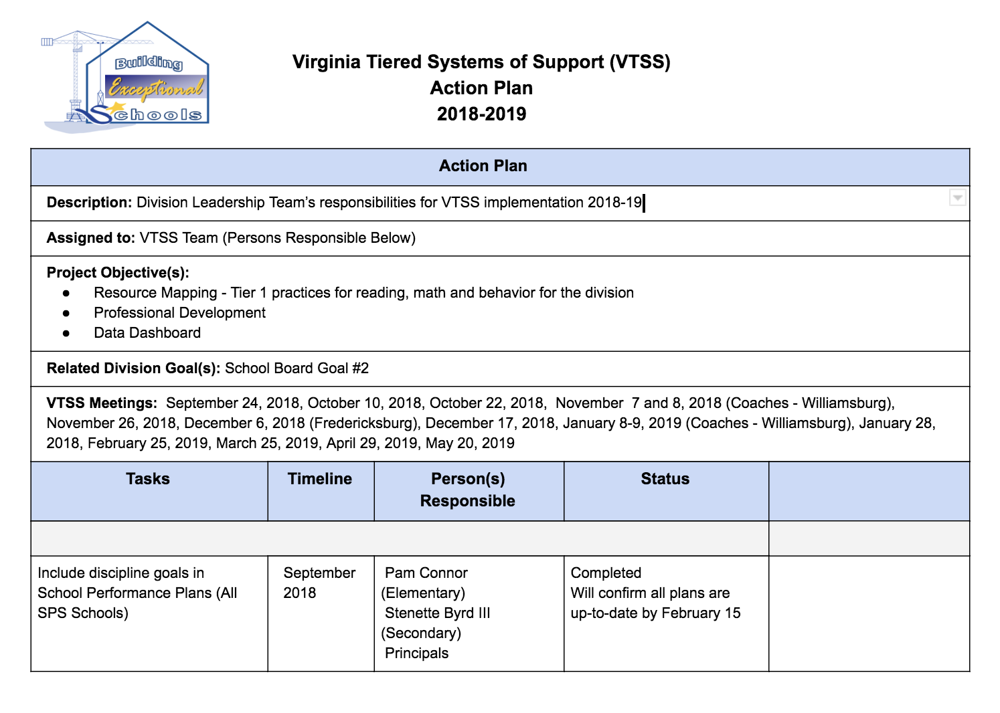 Building
Exceptional
Schools
Virginia Tiered Systems of Support (VTSS)
Action Plan
2018-2019
Action Plan
Description: Division Leadership Team’s responsibilities for VTSS implementation 2018-19
Assigned to: VTSS Team (Persons Responsible Below)
Project Objective(s):
● Resource Mapping - Tier 1 practices for reading, math and behavior for the division
● Professional Development
● Data Dashboard
Related Division Goal(s): School Board Goal #2
VTSS Meetings:  September 24, 2018, October 10, 2018, October 22, 2018,  November  7 and 8, 2018 (Coaches - Williamsburg),
November 26, 2018, December 6, 2018 (Fredericksburg), December 17, 2018, January 8-9, 2019 (Coaches - Williamsburg), January 28,
2018, February 25, 2019, March 25, 2019, April 29, 2019, May 20, 2019
Tasks
Timeline
Person(s)
Responsible
Status
Include discipline goals in
School Performance Plans (All
SPS Schools)
September
2018
Pam Connor
(Elementary)
Stenette Byrd III
(Secondary)
Principals
Completed
Will confirm all plans are
up-to-date by February 15